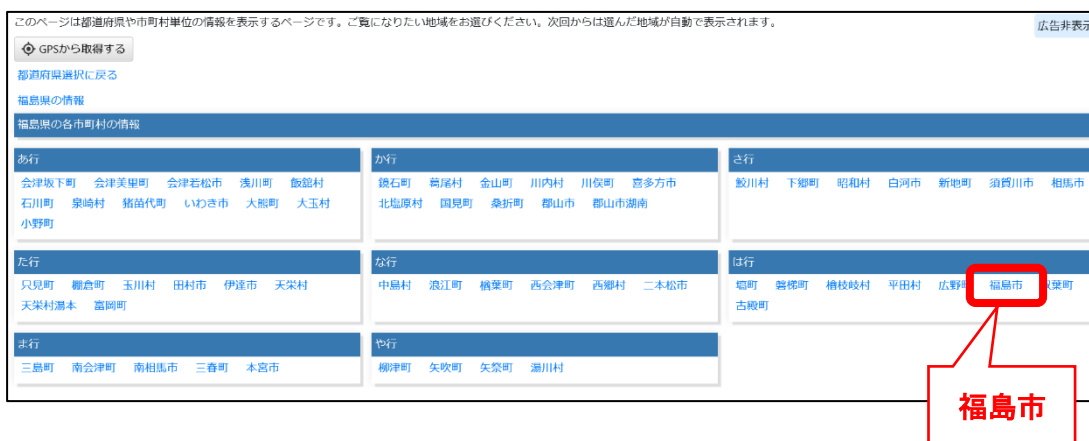 このページは都道府県や市町村単位の情報を表示するページです。ご覧になりたい地域をお選びください。次回からは選んだ地域が自動で表示されます。
広告非表示
GPSから取得する
都道府県選択に戻る
福島県の情報
福島県の各市町村の情報
あ行
会津坂下町 会津美里町 会津若松市 浅川町 飯舘村
石川町 泉崎村 猪苗代町 いわき市 大熊町 大玉村
小野町
か行
鏡石町 葛尾村 金山町 川内村 川俣町 喜多方市
北塩原村 国見町 桑折町 郡山市 郡山市湖南
さ行
鮫川村 下郷町 昭和村 白河市 新地町 須賀川市 相馬市
た行
只見町 棚倉町 玉川村 田村市 伊達市 天栄村
天栄村湯本 富岡町
な行
中島村 浪江町 楢葉町 西会津町 西郷村 二本松市
は行
塙町 磐梯町 檜枝岐村 平田村 広野町 福島市 双葉町
古殿町
ま行
三島町 南会津町 南相馬市 三春町 本宮市
や行
柳津町 矢吹町 矢祭町 湯川村
福島市